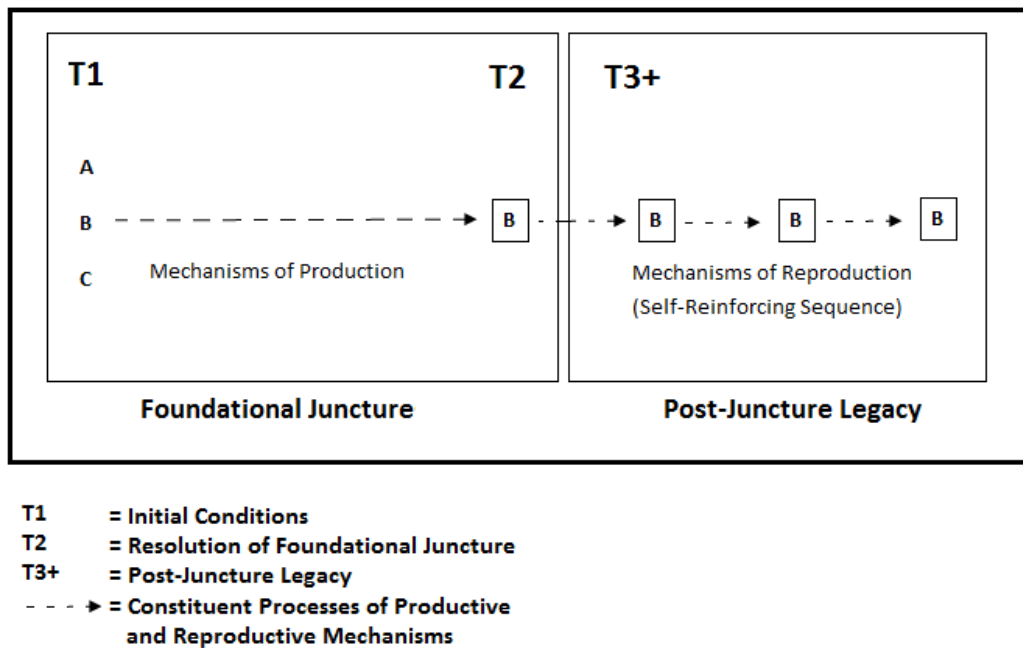 T1 T2 T3+
A
B B B B B
C Mechanisms of Production Mechanisms of Reproduction
(Self-Reinforcing Sequence)
Foundational Juncture Post-Juncture Legacy
T1 = Initial Conditions
T2 = Resolution of Foundational Juncture
T3+ = Post-Juncture Legacy
= Constituent Processes of Productive
and Reproductive Mechanisms